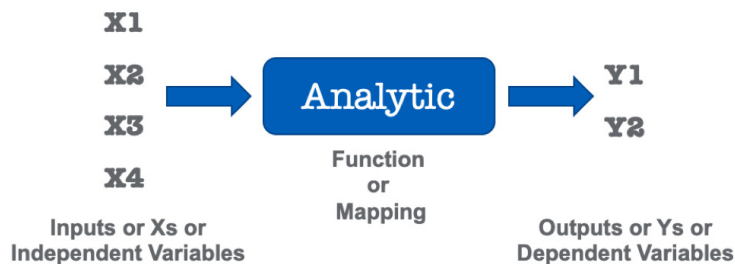 X1
X2
X3
X4
Inputs or Xs or
Independent Variables
Analytic
Function
or
Mapping
Y1
Y2
Outputs or Ys or
Dependent Variables